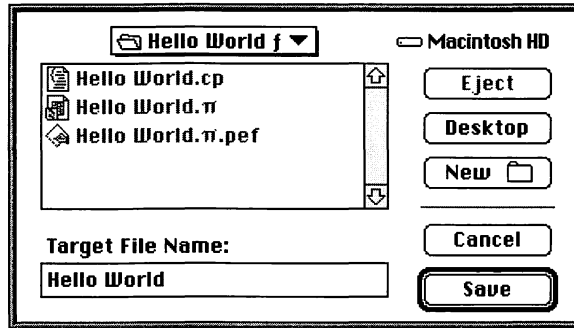 Hello World ƒ
Macintosh HD
Hello World.cp
Hello World.π
Hello World.π.pef
Eject
Desktop
New
Target File Name:
Hello World
Cancel
Save